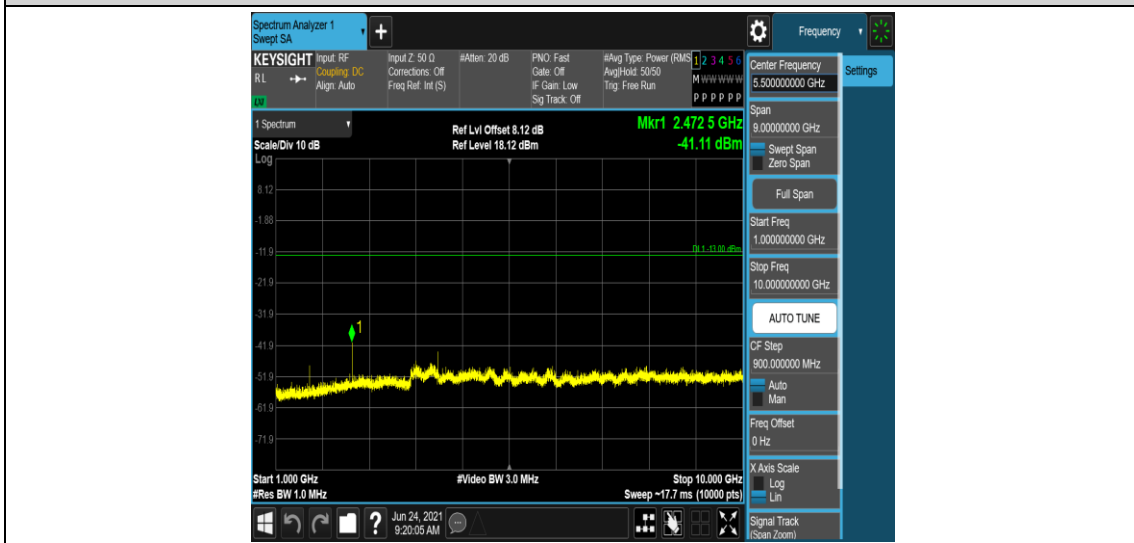 Spectrum Analyzer 1
Swept SA
Frequency
KEYSIGHT
RL
Input: RF
Coupling: DC
Align: Auto
Input Z: 50 Ω
Corrections: Off
Freq Ref: Int (S)
#Atten: 20 dB
PNO: Fast
Gate: Off
IF Gain: Low
Sig Track: Off
#Avg Type: Power (RMS
Avg|Hold: 50/50
Trig: Free Run
1 2 3 4 5 6
M W W W W W
P P P P P P
Center Frequency
5.500000000 GHz
Settings
1 Spectrum
Scale/Div 10 dB
Ref Lvl Offset 8.12 dB
Ref Level 18.12 dBm
Mkr1 2.472 5 GHz
-41.11 dBm
Log
8.12
-1.88
-11.9
-21.9
-31.9
-41.9
-51.9
-61.9
-71.9
DL1 -13.00 dBm
1
Span
9.00000000 GHz
Swept Span
Zero Span
Full Span
Start Freq
1.000000000 GHz
Stop Freq
10.000000000 GHz
AUTO TUNE
CF Step
900.000000 MHz
Auto
Man
Freq Offset
0 Hz
X Axis Scale
Log
Lin
Signal Track
(Span Zoom)
Start 1.000 GHz
#Res BW 1.0 MHz
#Video BW 3.0 MHz
Stop 10.000 GHz
Sweep ~17.7 ms (10000 pts)
Jun 24, 2021
9:20:05 AM